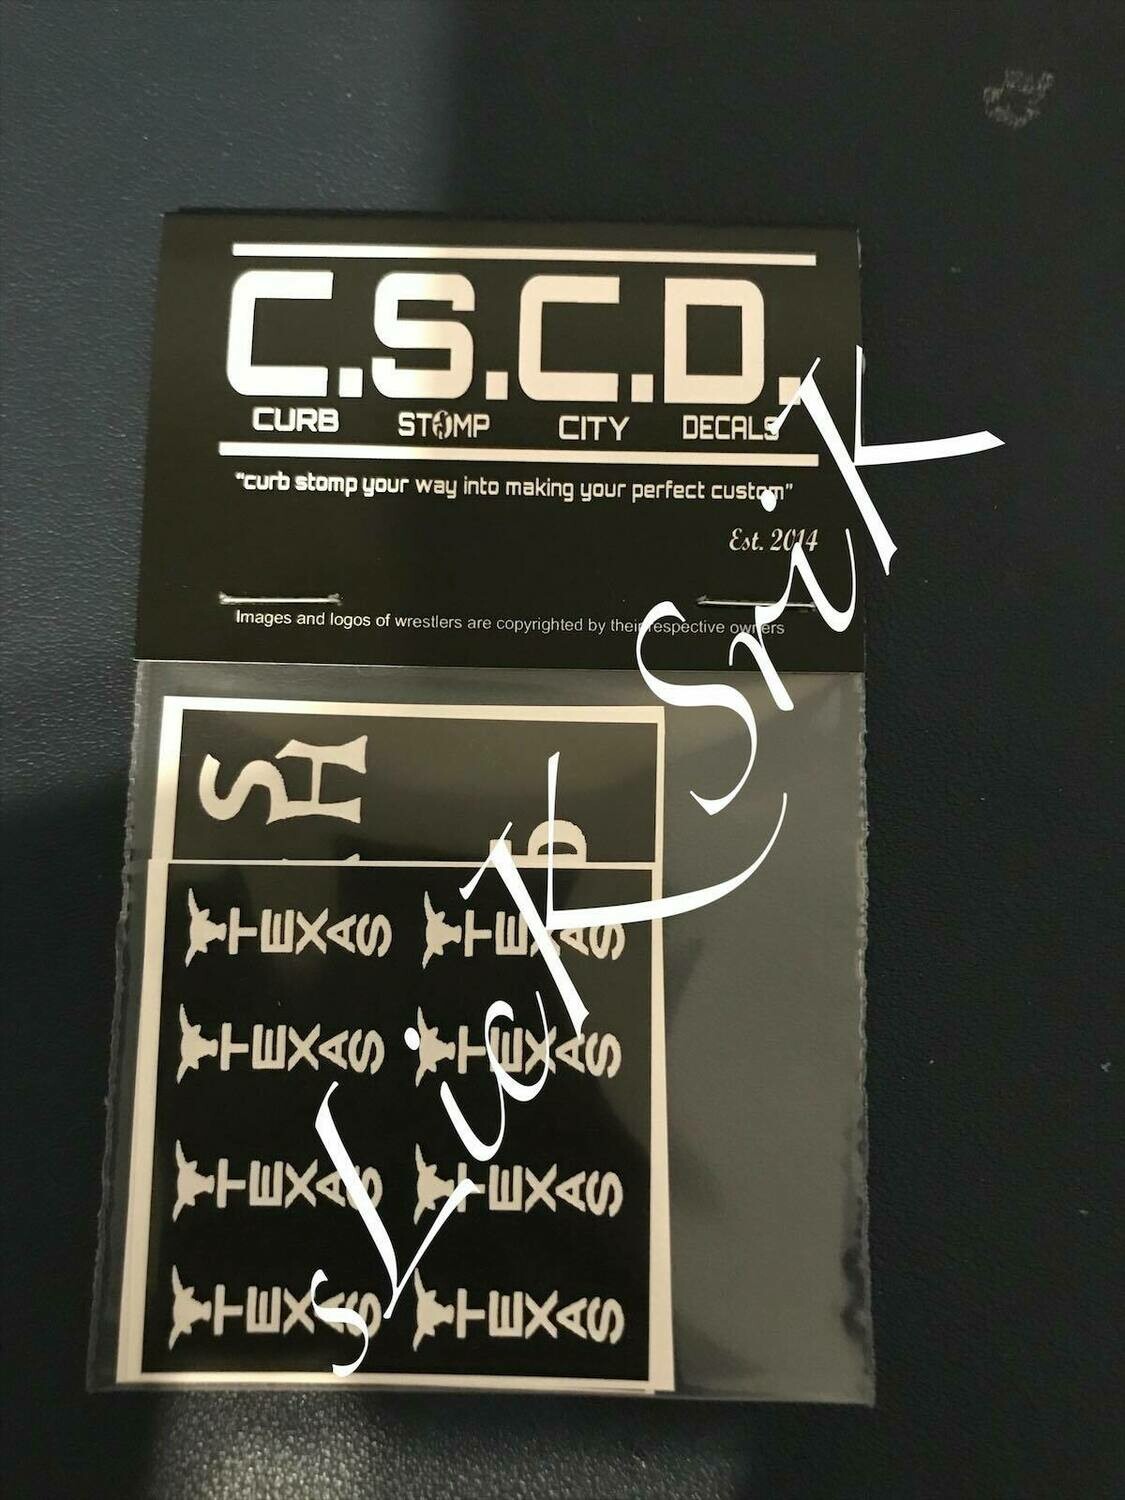 C.S.C.D.
CURB STOMP CITY DECALS
"curb stomp your way into making your perfect custom"
Est. 2014
Images and logos of wrestlers are copyrighted by their respective owners
S
H
D
TEXAS TEXAS
TEXAS TEXAS
TEXAS TEXAS
TEXAS TEXAS
sLicK_SriK